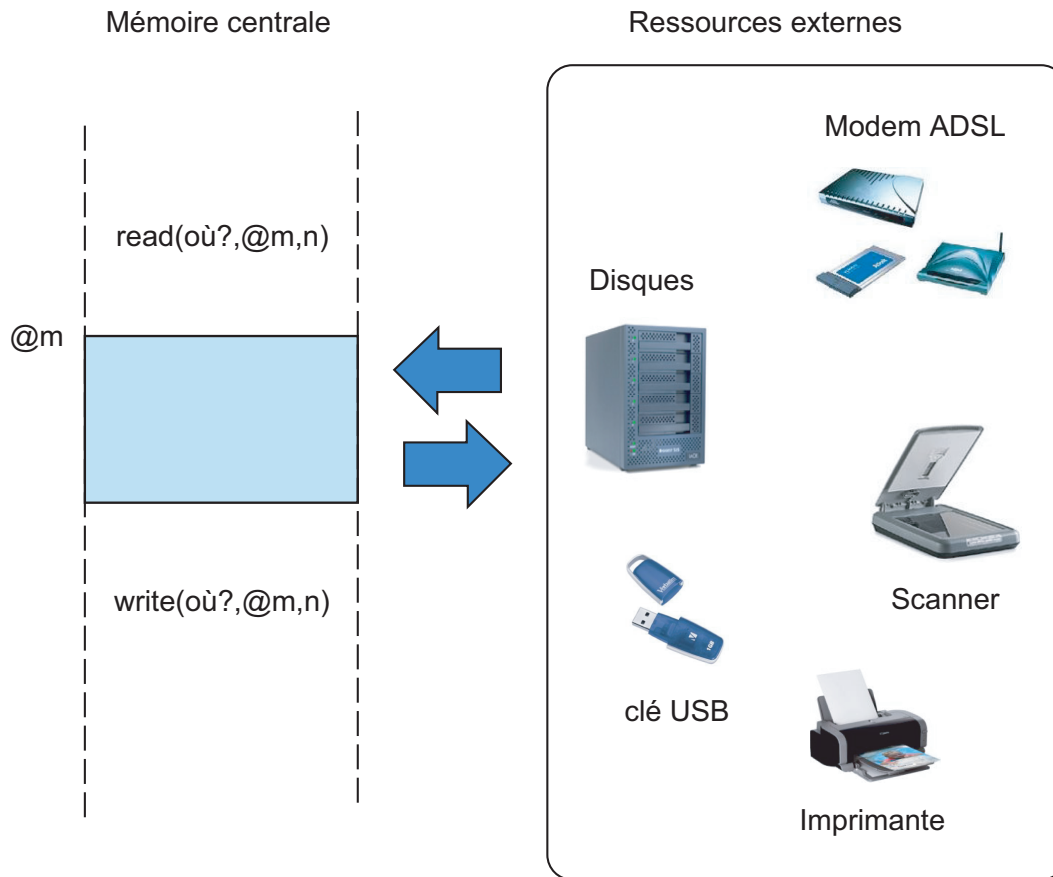 Mémoire centrale
Ressources externes
Modem ADSL
read(où?,@m,n)
Disques
@m
write(où?,@m,n)
Scanner
clé USB
Imprimante